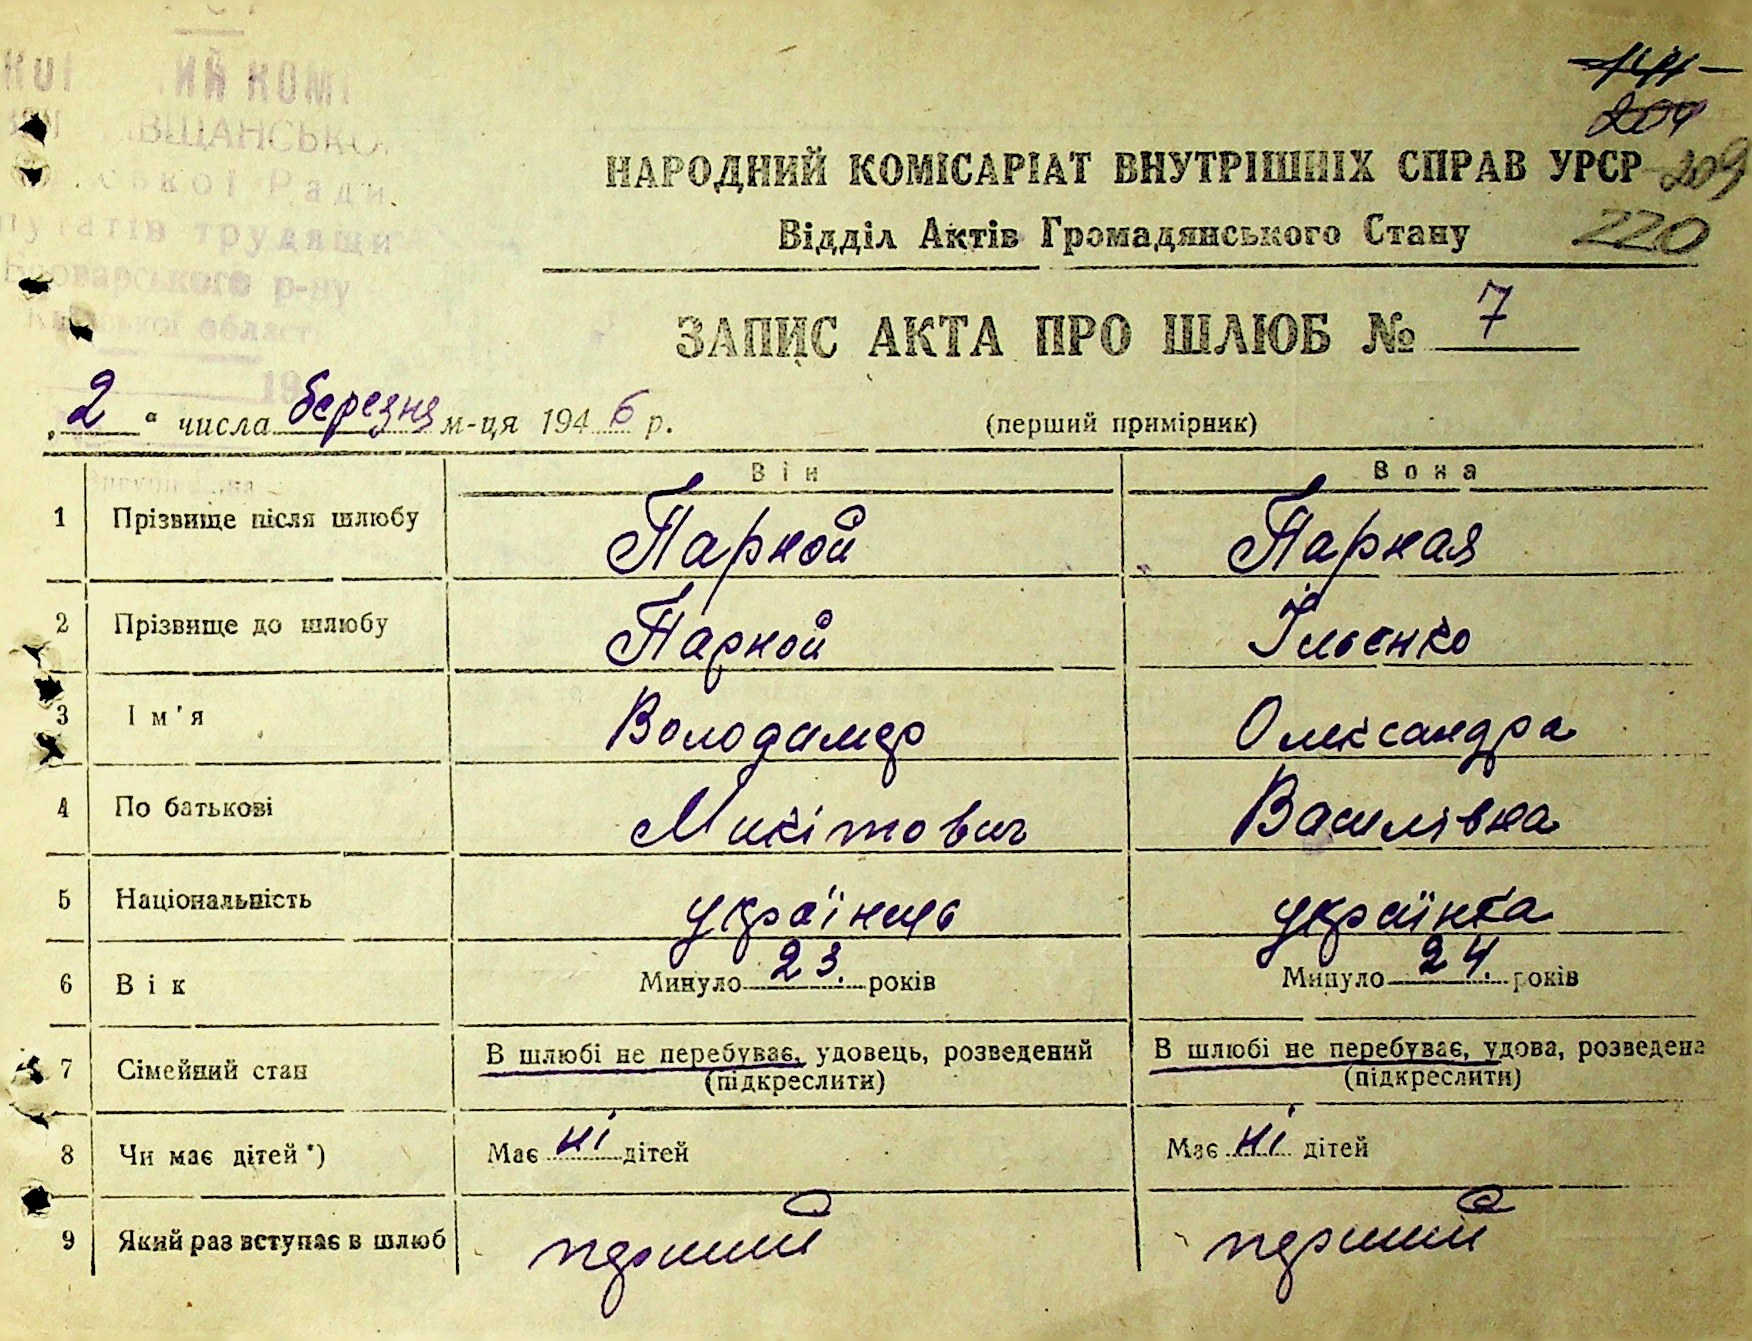 НАРОДНИЙ КОМІСАРІАТ ВНУТРІШНІХ СПРАВ УРСР 209
Відділ Актів Громадянського Стану 220
ЗАПИС АКТА ПРО ШЛЮБ № 7
„2“ числа березня м-ця 1946 р. (перший примірник)
Він Вона
1 Прізвище після шлюбу Парной Парная
2 Прізвище до шлюбу Парной Ільєнко
3 Ім'я Володимер Олександра
4 По батькові Микітович Василівна
5 Національність українець українка
6 Вік Минуло 23. років Минуло 24. років
7 Сімейний стан В шлюбі не перебуває, удовець, розведений В шлюбі не перебуває, удова, розведена
(підкреслити) (підкреслити)
8 Чи має дітей *) Має ні дітей Має ні дітей
9 Який раз вступає в шлюб перший перший